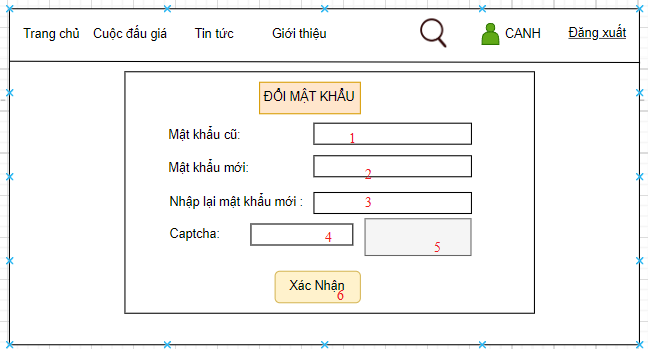 Trang chủ Cuộc đấu giá Tin tức Giới thiệu CANH Đăng xuất
ĐỔI MẬT KHẨU
Mật khẩu cũ: 1
Mật khẩu mới: 2
Nhập lại mật khẩu mới : 3
Captcha: 4 5
Xác Nhận 6